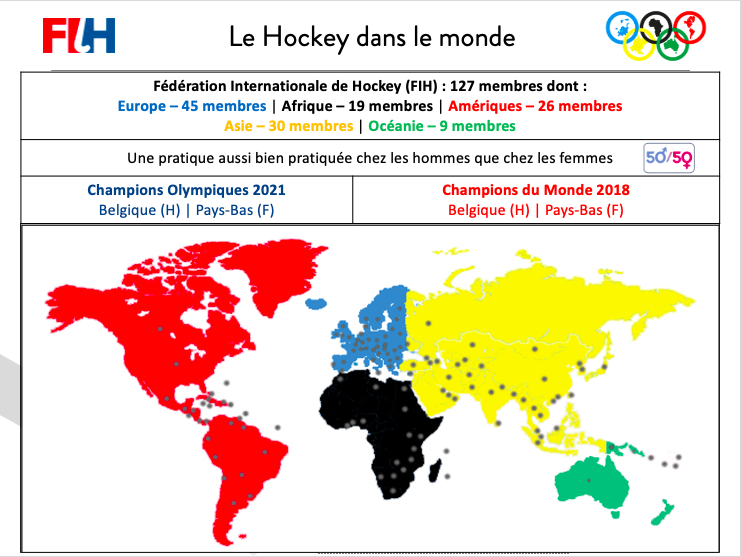 FIH
Le Hockey dans le monde
Fédération Internationale de Hockey (FIH) : 127 membres dont :
Europe – 45 membres | Afrique – 19 membres | Amériques – 26 membres
Asie – 30 membres | Océanie – 9 membres
Une pratique aussi bien pratiquée chez les hommes que chez les femmes
50/50
Champions Olympiques 2021
Belgique (H) | Pays-Bas (F)
Champions du Monde 2018
Belgique (H) | Pays-Bas (F)